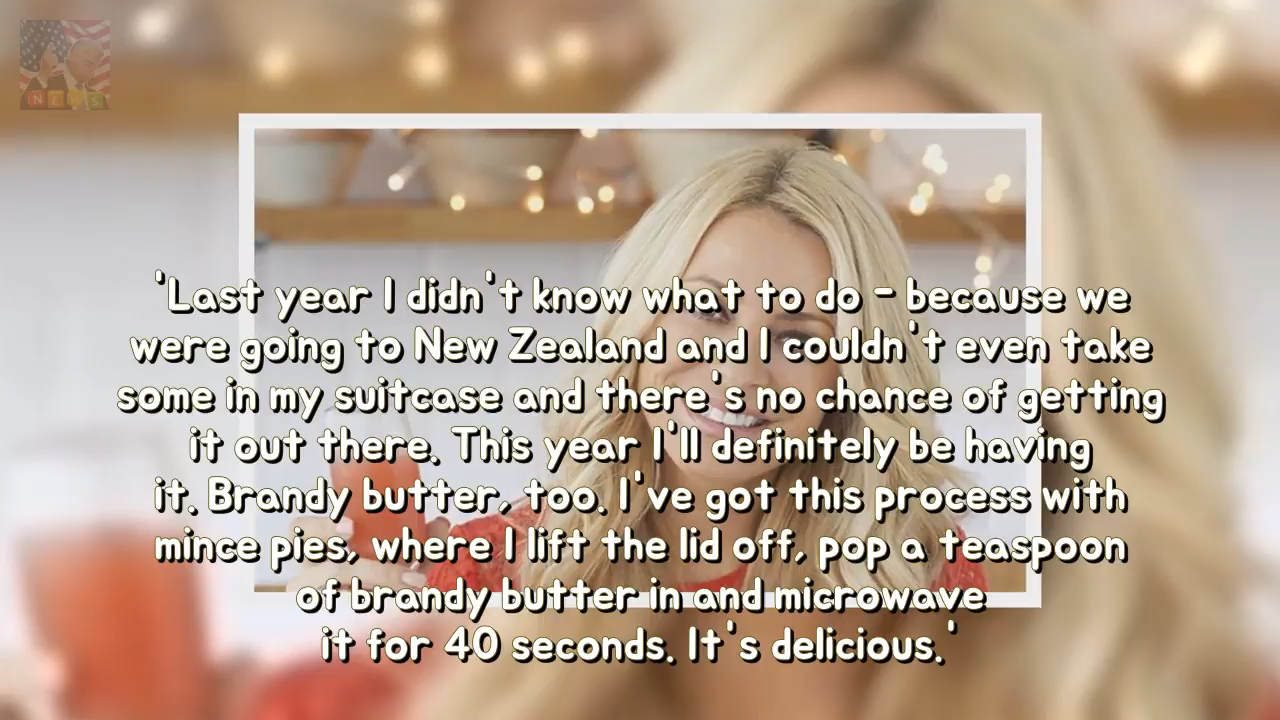 NEWS
'Last year I didn't know what to do - because we
were going to New Zealand and I couldn't even take
some in my suitcase and there's no chance of getting
it out there. This year I'll definitely be having
it. Brandy butter, too. I've got this process with
mince pies, where I lift the lid off, pop a teaspoon
of brandy butter in and microwave
it for 40 seconds. It's delicious.'